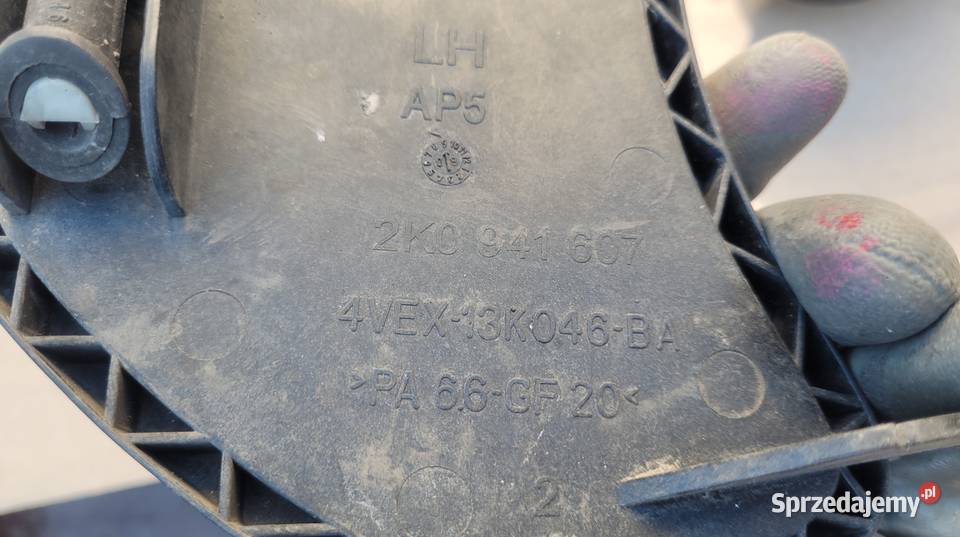 LH
AP5
2K0 941 607
4VEX-13K046-BA
>PA 6.6-GF 20<
2
Sprzedajemy.pl